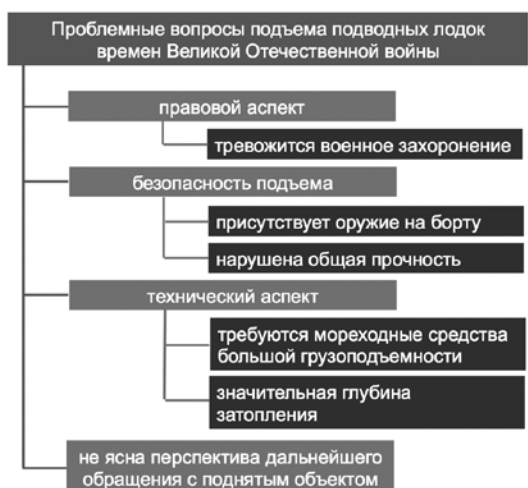 Проблемные вопросы подъема подводных лодок
времен Великой Отечественной войны
правовой аспект
тревожится военное захоронение
безопасность подъема
присутствует оружие на борту
нарушена общая прочность
технический аспект
требуются мореходные средства
большой грузоподъемности
значительная глубина
затопления
не ясна перспектива дальнейшего
обращения с поднятым объектом